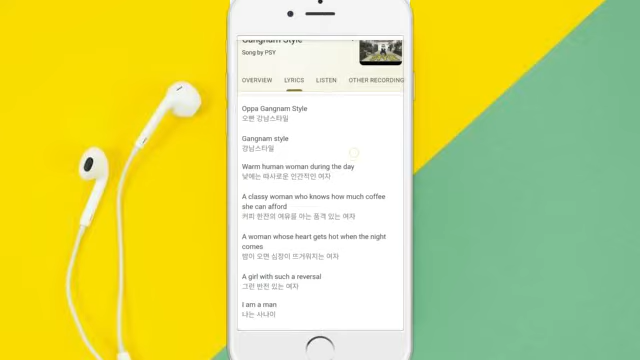 Gangnam Style
Song by PSY
OVERVIEW LYRICS LISTEN OTHER RECORDING
Oppa Gangnam Style
오빤 강남스타일
Gangnam style
강남스타일
Warm human woman during the day
낮에는 따사로운 인간적인 여자
A classy woman who knows how much coffee
she can afford
커피 한잔의 여유를 아는 품격 있는 여자
A woman whose heart gets hot when the night
comes
밤이 오면 심장이 뜨거워지는 여자
A girl with such a reversal
그런 반전 있는 여자
I am a man
나는 사나이